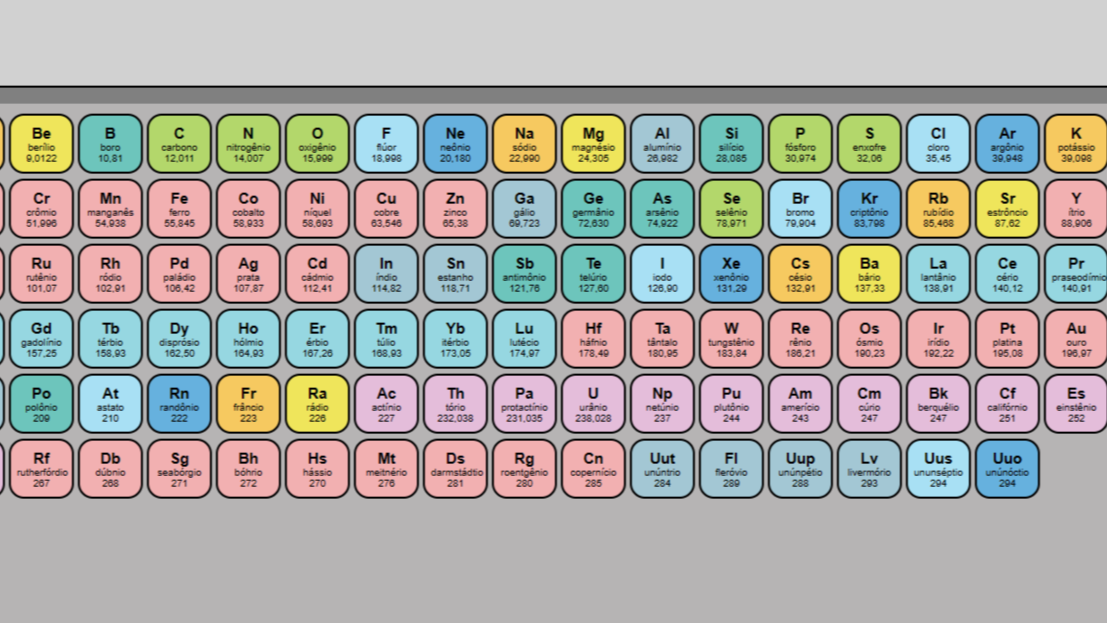 Be B C N O F Ne Na Mg Al Si P S Cl Ar K
berílio boro carbono nitrogênio oxigênio flúor neônio sódio magnésio alumínio silício fósforo enxofre cloro argônio potássio
9,0122 10,81 12,011 14,007 15,999 18,998 20,180 22,990 24,305 26,982 28,085 30,974 32,06 35,45 39,948 39,098
Cr Mn Fe Co Ni Cu Zn Ga Ge As Se Br Kr Rb Sr Y
crômio manganês ferro cobalto níquel cobre zinco gálio germânio arsênio selênio bromo criptônio rubídio estrôncio ítrio
51,996 54,938 55,845 58,933 58,693 63,546 65,38 69,723 72,630 74,922 78,971 79,904 83,798 85,468 87,62 88,906
Ru Rh Pd Ag Cd In Sn Sb Te I Xe Cs Ba La Ce Pr
rutênio ródio paládio prata cádmio índio estanho antimônio telúrio iodo xenônio césio bário lantânio cério praseodímio
101,07 102,91 106,42 107,87 112,41 114,82 118,71 121,76 127,60 126,90 131,29 132,91 137,33 138,91 140,12 140,91
Gd Tb Dy Ho Er Tm Yb Lu Hf Ta W Re Os Ir Pt Au
gadolínio térbio disprósio hólmio érbio túlio itérbio lutécio háfnio tântalo tungstênio rênio ósmio irídio platina ouro
157,25 158,93 162,50 164,93 167,26 168,93 173,05 174,97 178,49 180,95 183,84 186,21 190,23 192,22 195,08 196,97
Po At Rn Fr Ra Ac Th Pa U Np Pu Am Cm Bk Cf Es
polônio astato randônio frâncio rádio actínio tório protactínio urânio netúnio plutônio amerício cúrio berquélio califórnio einstênio
209 210 222 223 226 227 232,038 231,035 238,028 237 244 243 247 247 251 252
Rf Db Sg Bh Hs Mt Ds Rg Cn Uut Fl Uup Lv Uus Uuo
rutherfórdio dúbnio seabórgio bóhrio hássio meitnério darmstádtio roentgênio copernício unúntrio fleróvio ununpétio livermório ununséptio ununóctio
267 268 271 272 270 276 281 280 285 284 289 288 293 294 294